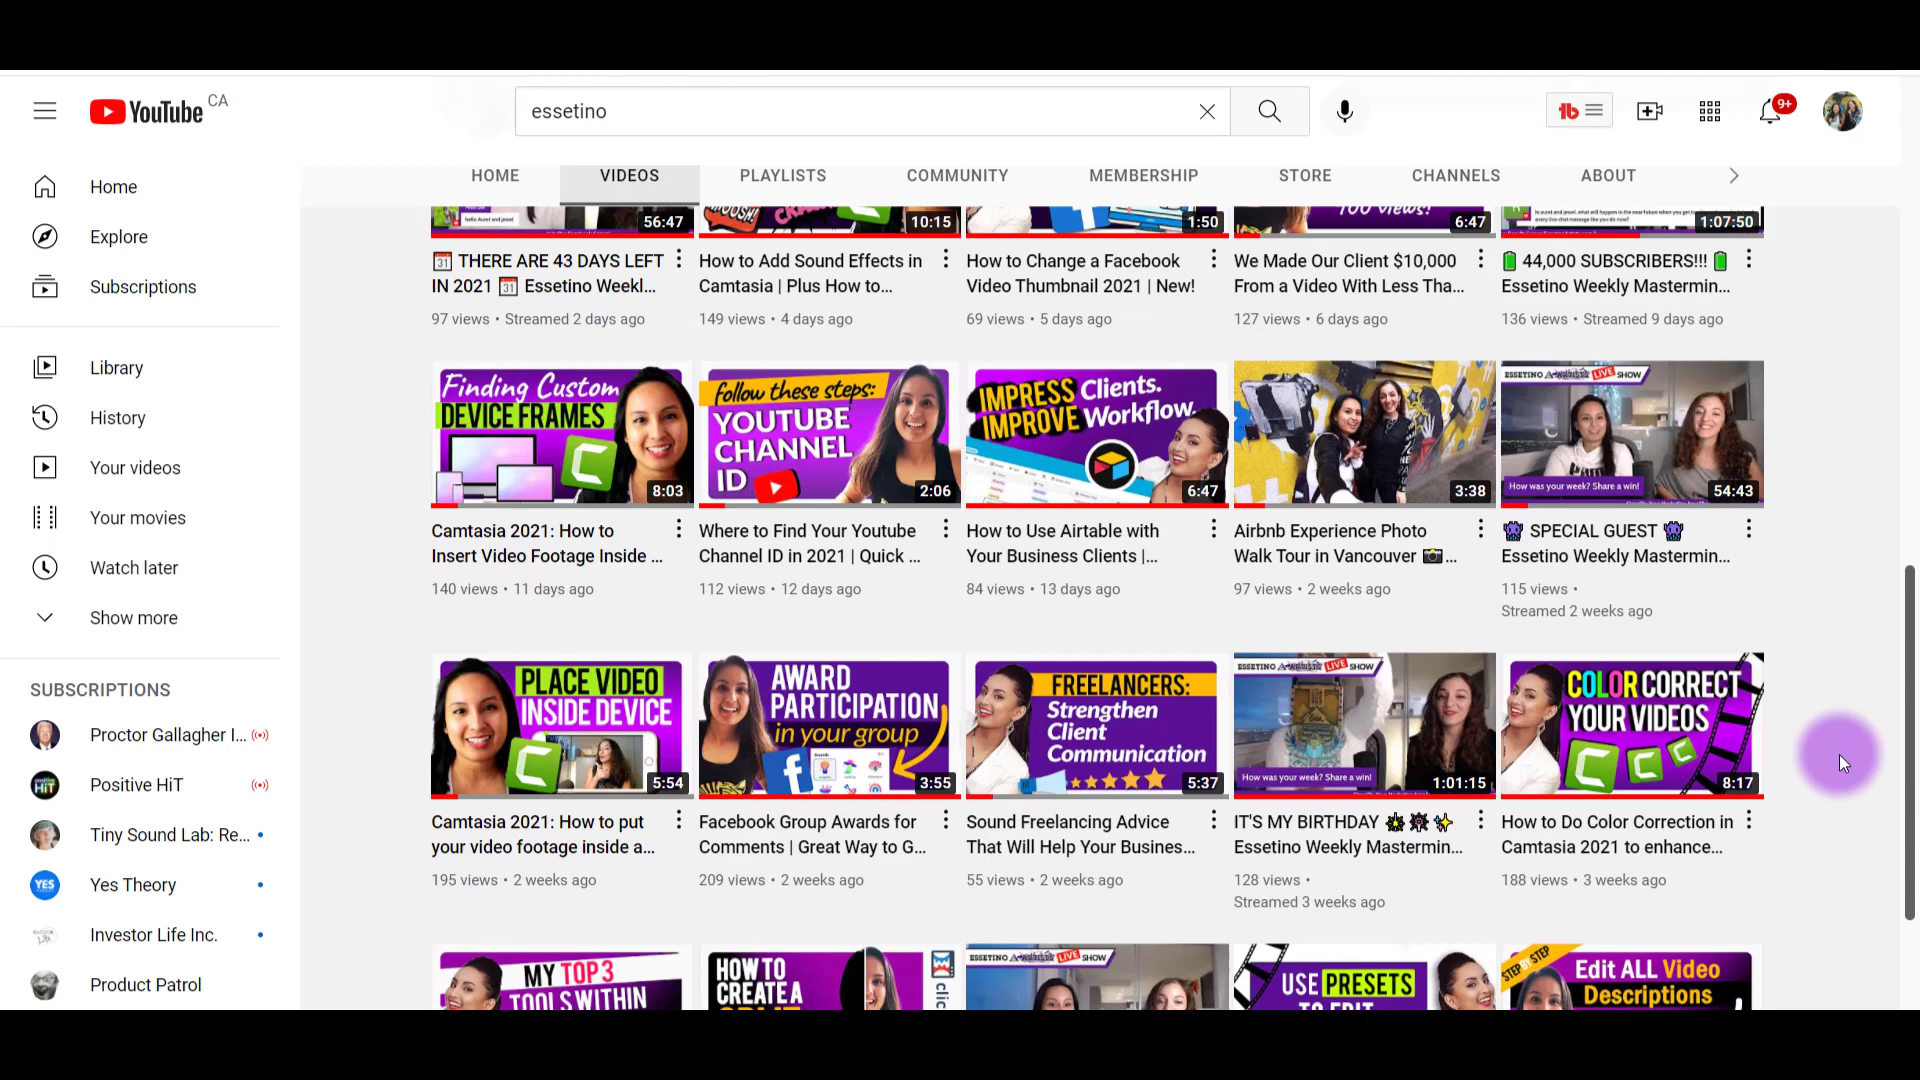 YouTube CA
essetino
9+
Home
Explore
Subscriptions
Library
History
Your videos
Your movies
Watch later
Show more
SUBSCRIPTIONS
Proctor Gallagher I...
Positive HiT
Tiny Sound Lab: Re...
Yes Theory
Investor Life Inc.
Product Patrol
HOME VIDEOS PLAYLISTS COMMUNITY MEMBERSHIP STORE CHANNELS ABOUT
56:47
THERE ARE 43 DAYS LEFT
IN 2021 Essetino Weekl...
97 views • Streamed 2 days ago
10:15
How to Add Sound Effects in
Camtasia | Plus How to...
149 views • 4 days ago
1:50
How to Change a Facebook
Video Thumbnail 2021 | New!
69 views • 5 days ago
6:47
We Made Our Client $10,000
From a Video With Less Tha...
127 views • 6 days ago
1:07:50
44,000 SUBSCRIBERS!!!
Essetino Weekly Mastermin...
136 views • Streamed 9 days ago
Finding Custom
DEVICE FRAMES
8:03
Camtasia 2021: How to
Insert Video Footage Inside ...
140 views • 11 days ago
follow these steps:
YOUTUBE
CHANNEL
ID
2:06
Where to Find Your Youtube
Channel ID in 2021 | Quick ...
112 views • 12 days ago
IMPRESS Clients.
IMPROVE Workflow.
6:47
How to Use Airtable with
Your Business Clients |...
84 views • 13 days ago
3:38
Airbnb Experience Photo
Walk Tour in Vancouver ...
97 views • 2 weeks ago
ESSETINO LIVE SHOW
How was your week? Share a win!
54:43
SPECIAL GUEST
Essetino Weekly Mastermin...
115 views •
Streamed 2 weeks ago
PLACE VIDEO
INSIDE DEVICE
5:54
Camtasia 2021: How to put
your video footage inside a...
195 views • 2 weeks ago
AWARD
PARTICIPATION
in your group
3:55
Facebook Group Awards for
Comments | Great Way to G...
209 views • 2 weeks ago
FREELANCERS:
Strengthen
Client
Communication
5:37
Sound Freelancing Advice
That Will Help Your Busines...
55 views • 2 weeks ago
ESSETINO LIVE SHOW
How was your week? Share a win!
1:01:15
IT'S MY BIRTHDAY
Essetino Weekly Mastermin...
128 views •
Streamed 3 weeks ago
COLOR CORRECT
YOUR VIDEOS
8:17
How to Do Color Correction in
Camtasia 2021 to enhance...
188 views • 3 weeks ago
MY TOP 3
TOOLS WITHIN
HOW TO
CREATE A
clic
ESSETINO LIVE SHOW
USE PRESETS
STEP BY STEP
Edit ALL Video
Descriptions